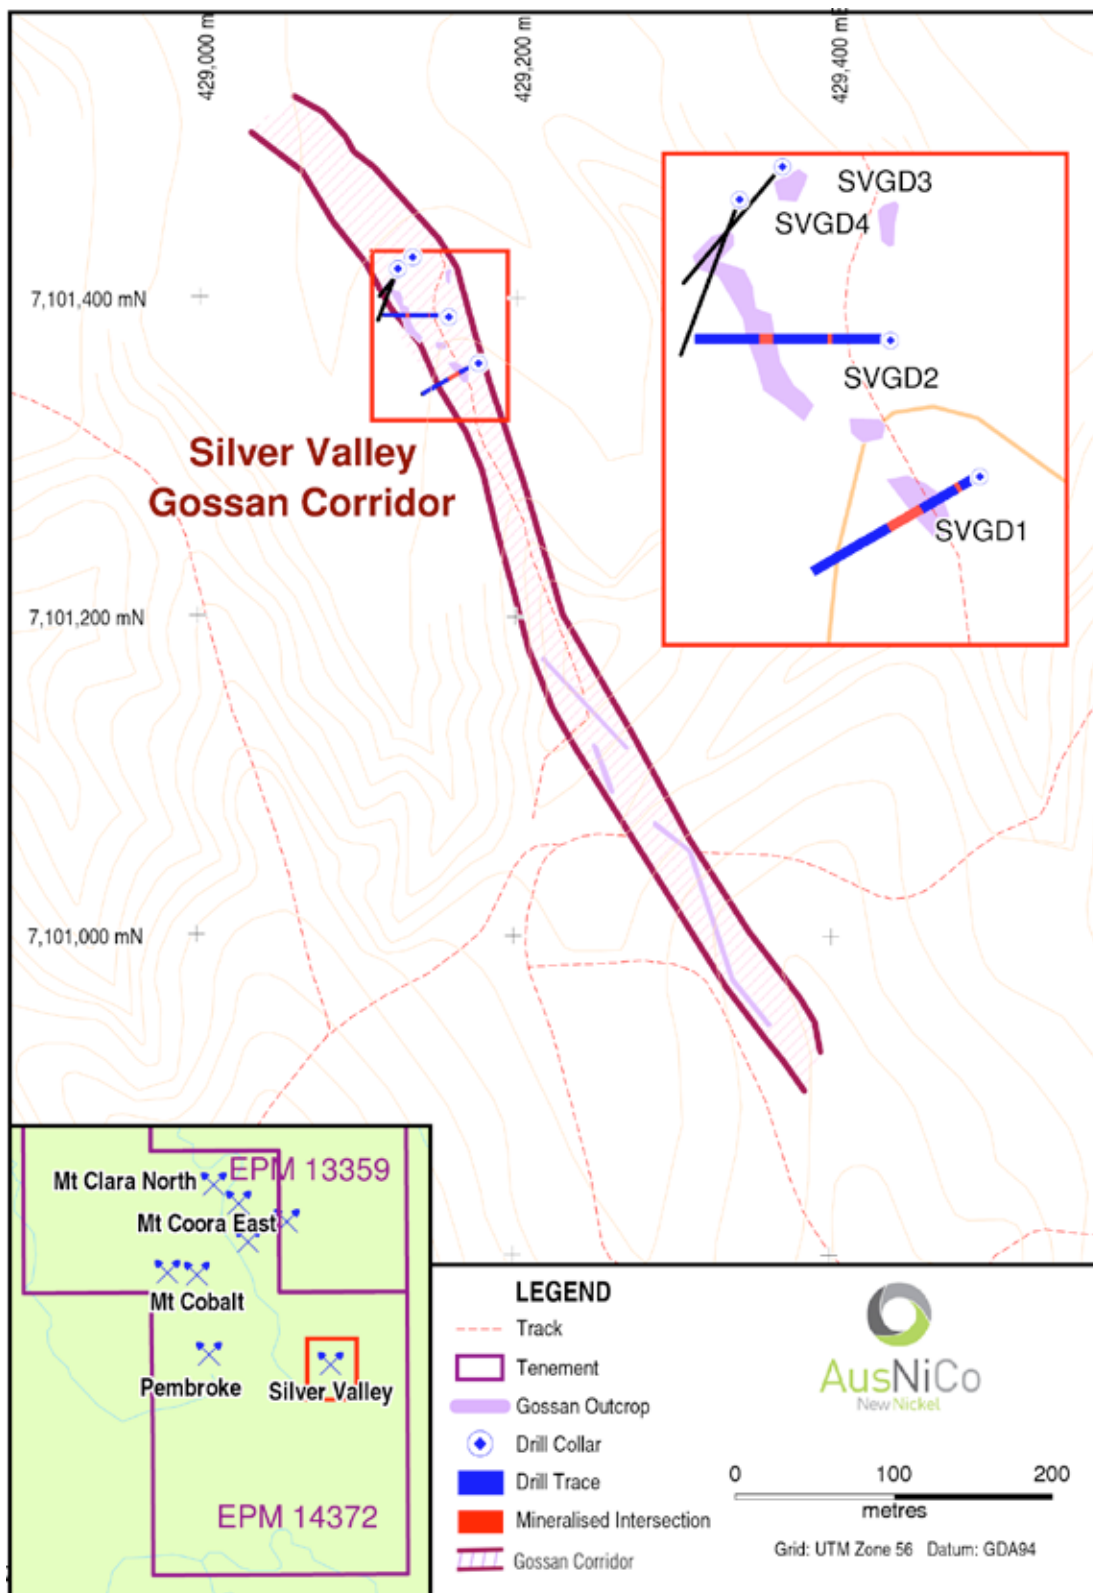 429,000 m
429,200 m
429,400 m
SVGD3
SVGD4
7,101,400 mN
SVGD2
Silver Valley
Gossan Corridor
SVGD1
7,101,200 mN
7,101,000 mN
EPM 13359
Mt Clara North
Mt Coora East
Mt Cobalt
Pembroke
Silver Valley
EPM 14372
LEGEND
Track
Tenement
Gossan Outcrop
Drill Collar
Drill Trace
Mineralised Intersection
Gossan Corridor
AusNiCo
New Nickel
0 100 200
metres
Grid: UTM Zone 56 Datum: GDA94